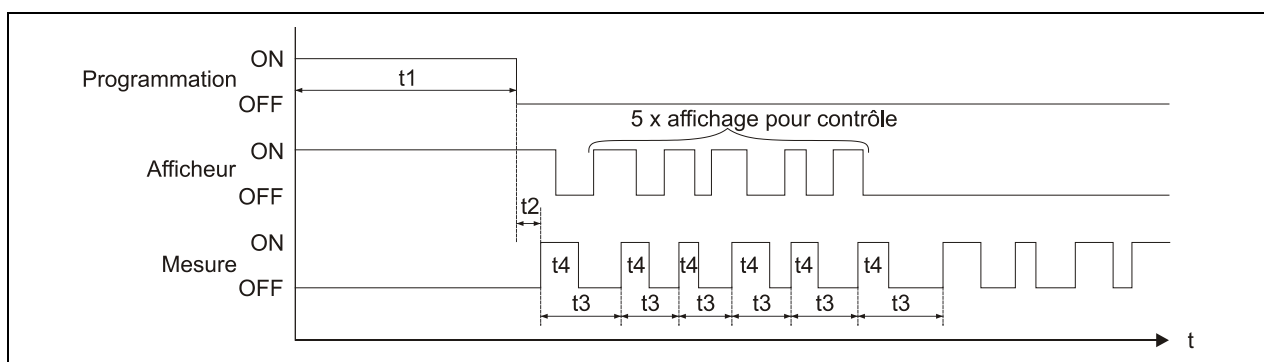 Programmation
ON
OFF
t1
5 x affichage pour contrôle
Afficheur
ON
OFF
t2
Mesure
ON
OFF
t4 t4 t4 t4 t4 t4
t3 t3 t3 t3 t3 t3
t